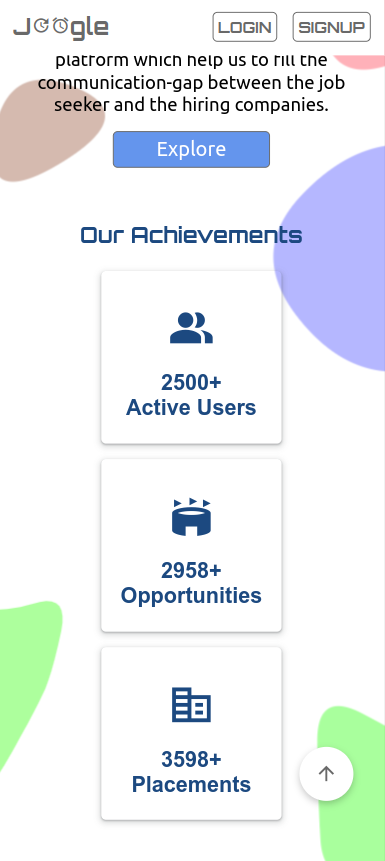 Joogle
LOGIN
SIGNUP
platform which help us to fill the
communication-gap between the job
seeker and the hiring companies.
Explore
Our Achievements
2500+
Active Users
2958+
Opportunities
3598+
Placements